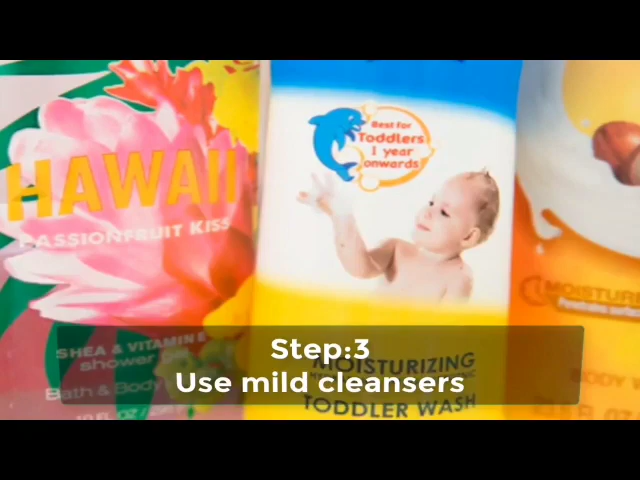 HAWAII
PASSIONFRUIT KISS
SHEA & VITAMIN E
shower
Bath & Body
Best For
Toddlers
1 year
onwards
MOISTURIZING
TODDLER WASH
Step:3
Use mild cleansers